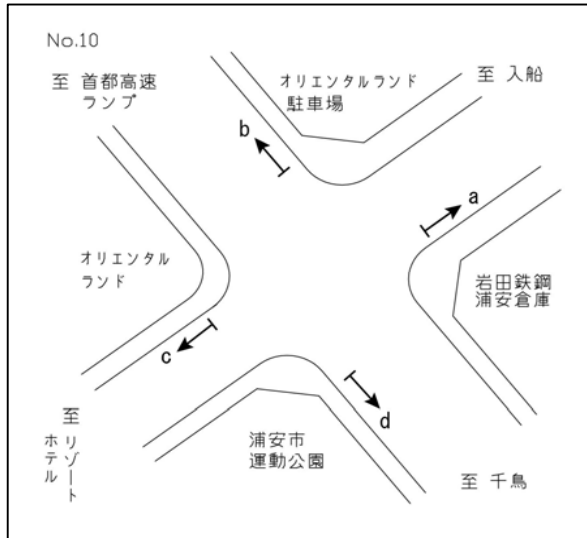 No.10
至 首都高速
ランプ
オリエンタルランド
駐車場
至 入船
b
a
オリエンタル
ランド
岩田鉄鋼
浦安倉庫
c
d
至
リゾート
ホテル
浦安市
運動公園
至 千鳥